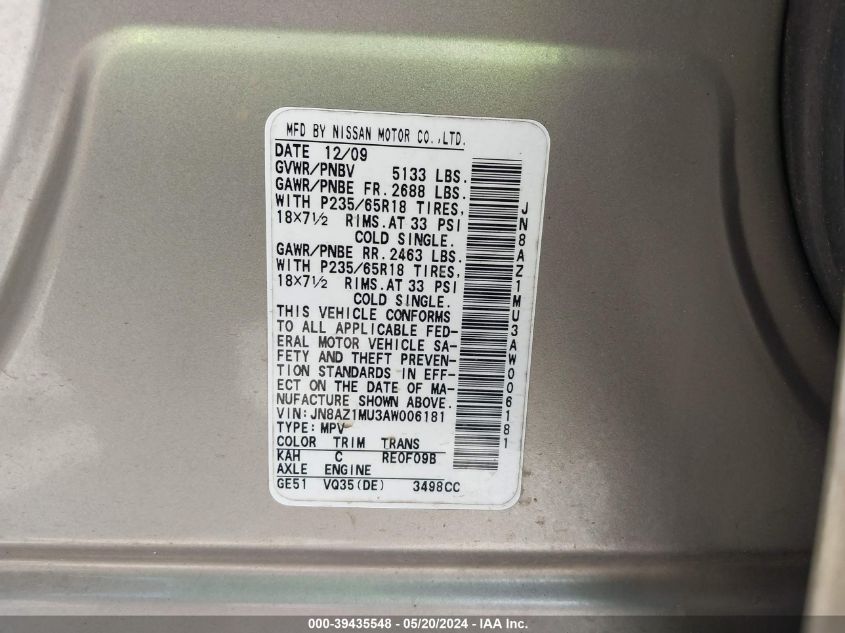 MFD BY NISSAN MOTOR CO.,LTD.
DATE 12/09
GVWR/PNBV 5133 LBS.
GAWR/PNBE FR. 2688 LBS.
WITH P235/65R18 TIRES,
18×7½ RIMS. AT 33 PSI
COLD SINGLE.
GAWR/PNBE RR. 2463 LBS.
WITH P235/65R18 TIRES,
18×7½ RIMS. AT 33 PSI
COLD SINGLE.
THIS VEHICLE CONFORMS
TO ALL APPLICABLE FED-
ERAL MOTOR VEHICLE SA-
FETY AND THEFT PREVEN-
TION STANDARDS IN EFF-
ECT ON THE DATE OF MA-
NUFACTURE SHOWN ABOVE.
VIN: JN8AZ1MU3AW006181
TYPE: MPV
COLOR TRIM TRANS
KAH C RE0F09B
AXLE ENGINE
GE51 VQ35(DE) 3498CC
JN8AZ1MU3AW006181
000-39435548 - 05/20/2024 - IAA Inc.